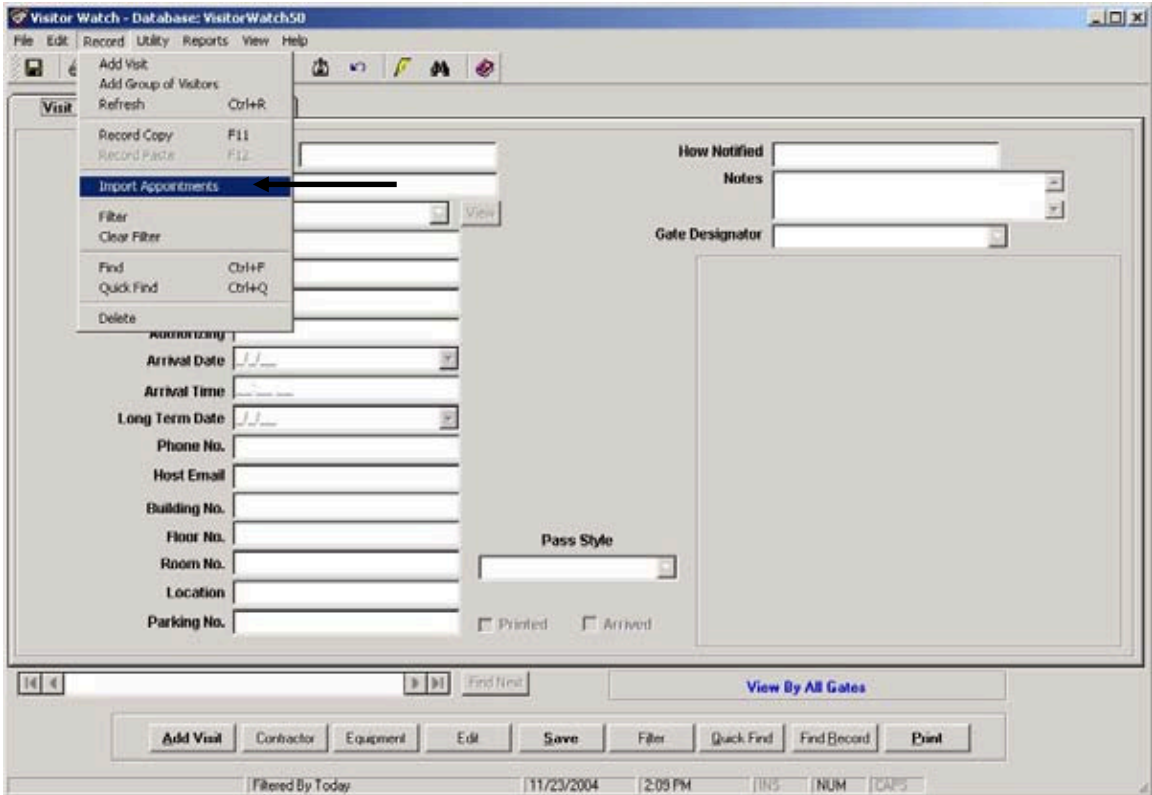 Visitor Watch - Database: VisitorWatch50
File Edit Record Utility Reports View Help
Add Visit
Add Group of Visitors
Refresh Ctrl+R
Record Copy F11
Record Paste F12
Import Appointments
Filter
Clear Filter
Find Ctrl+F
Quick Find Ctrl+Q
Delete
Visit
How Notified
Notes
View
Gate Designator
Authorizing
Arrival Date _/_/__
Arrival Time __:__ __
Long Term Date _/_/__
Phone No.
Host Email
Building No.
Floor No.
Room No.
Location
Parking No.
Pass Style
Printed Arrived
Find Next View By All Gates
Add Visit Contractor Equipment Edit Save Filter Quick Find Find Record Print
Filtered By Today 11/23/2004 2:09 PM INS NUM CAPS